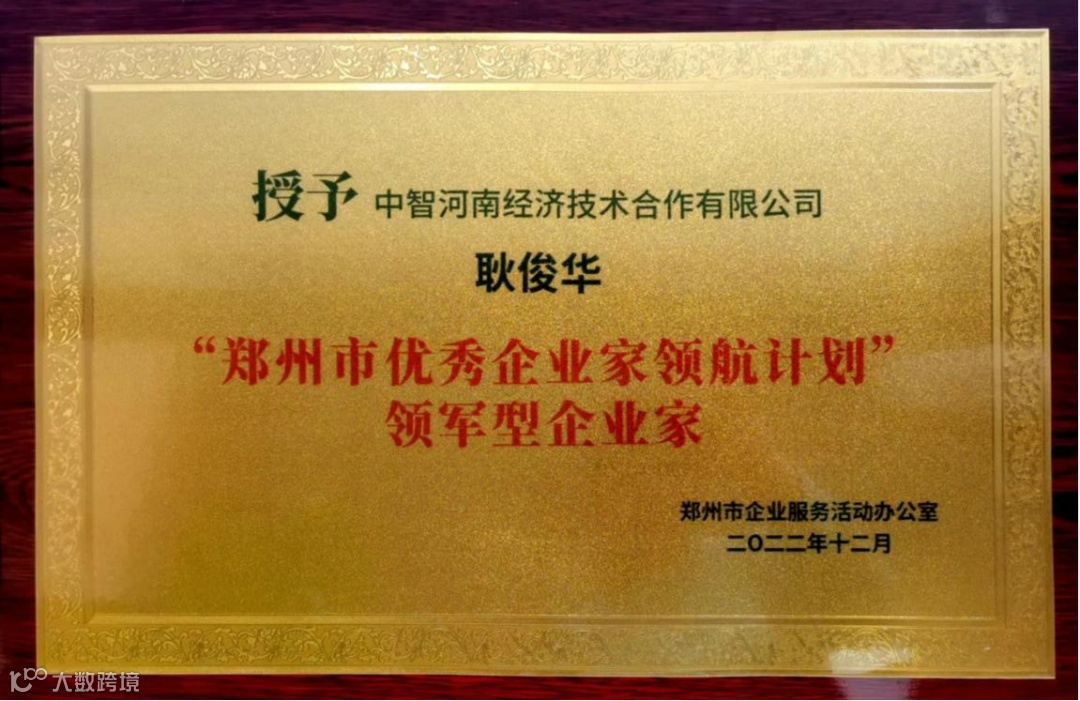 授予 中智河南经济技术合作有限公司
耿俊华
“郑州市优秀企业家领航计划”
领军型企业家
郑州市企业服务活动办公室
二〇二二年十二月
大数跨境